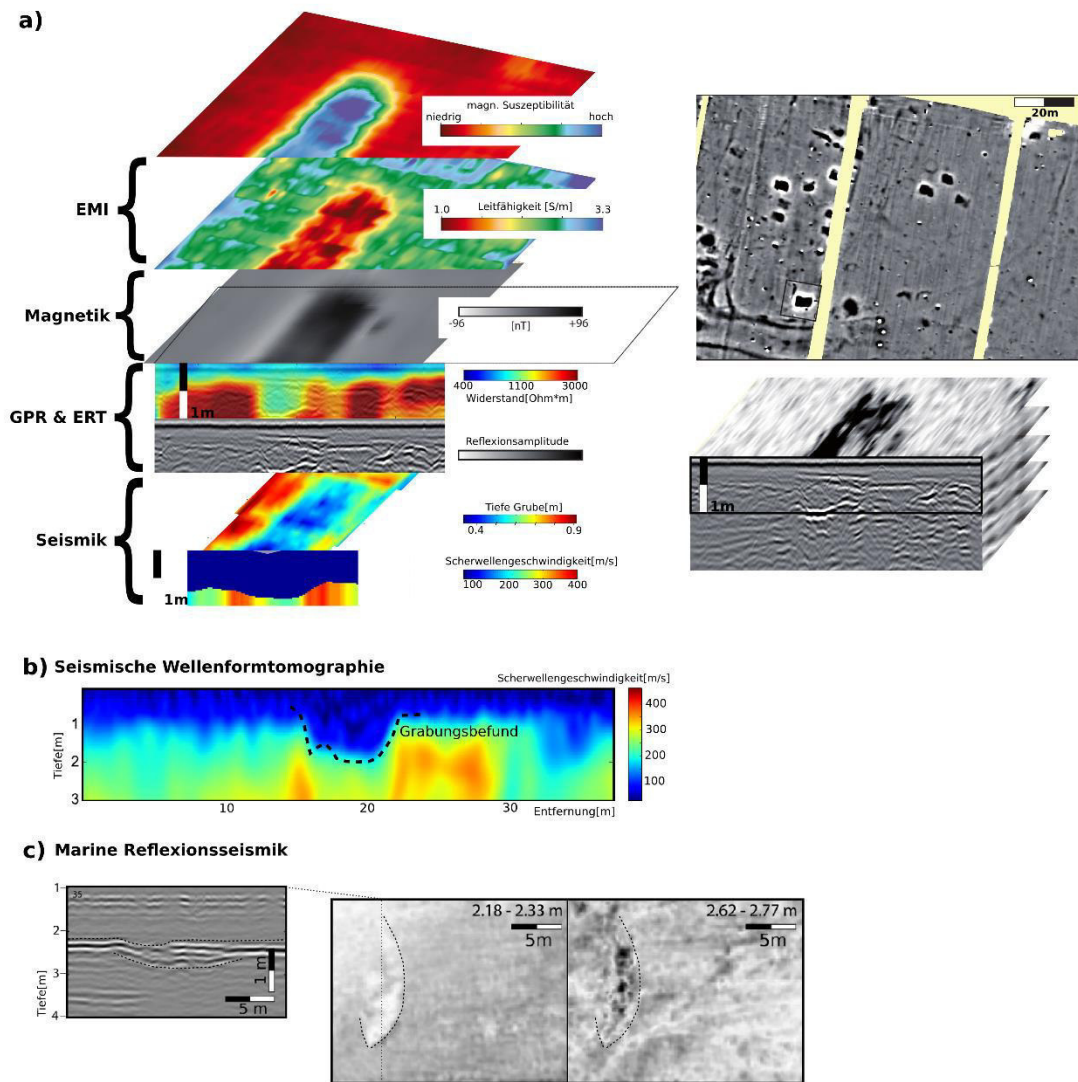 a)
magn. Suszeptibilität
niedrig hoch
20m
EMI
Leitfähigkeit [S/m]
1.0 3.3
Magnetik
-96 [nT] +96
GPR & ERT
1m
400 1100 3000
Widerstand[Ohm*m]
Reflexionsamplitude
1m
Seismik
Tiefe Grube[m]
0.4 0.9
Scherwellengeschwindigkeit[m/s]
100 200 300 400
1m
b) Seismische Wellenformtomographie
Scherwellengeschwindigkeit[m/s]
400
300
200
100
Grabungsbefund
Tiefe[m]
1
2
3
10 20 30
Entfernung[m]
c) Marine Reflexionsseismik
35
1
2
3
4
Tiefe[m]
1 m
5 m
2.18 - 2.33 m
5m
2.62 - 2.77 m
5m